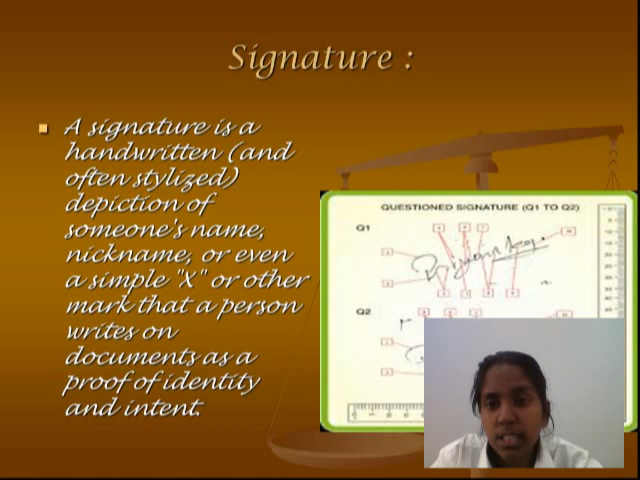 Signature :
A signature is a
handwritten (and
often stylized)
depiction of
someone's name,
nickname, or even
a simple "X" or other
mark that a person
writes on
documents as a
proof of identity
and intent.
QUESTIONED SIGNATURE (Q1 TO Q2)
Q1
Q2